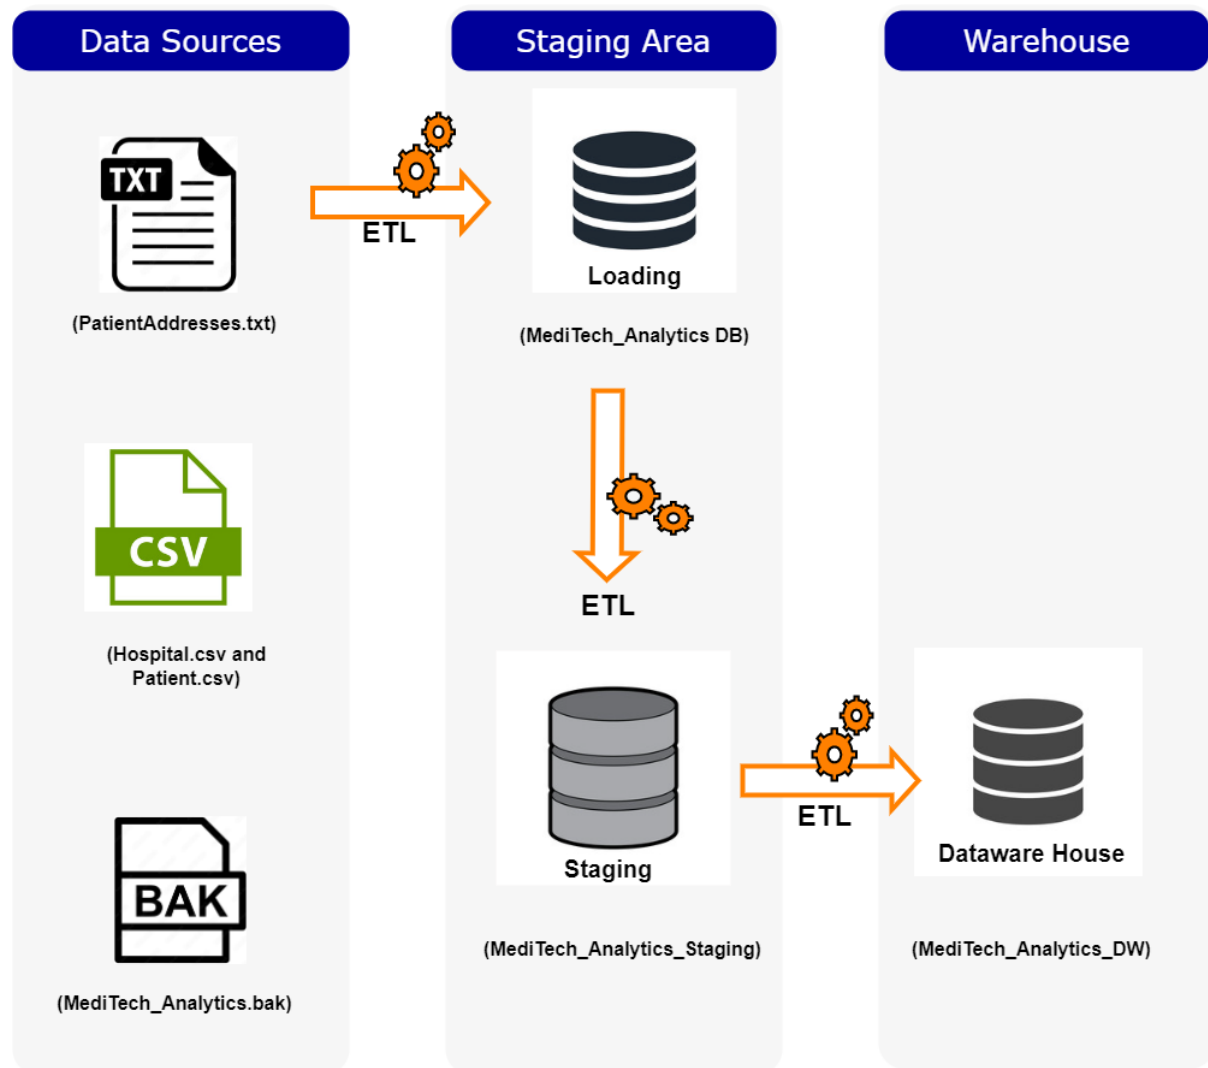 Data Sources
Staging Area
Warehouse
TXT
(PatientAddresses.txt)
ETL
Loading
(MediTech_Analytics DB)
CSV
(Hospital.csv and
Patient.csv)
ETL
BAK
(MediTech_Analytics.bak)
Staging
(MediTech_Analytics_Staging)
ETL
Dataware House
(MediTech_Analytics_DW)